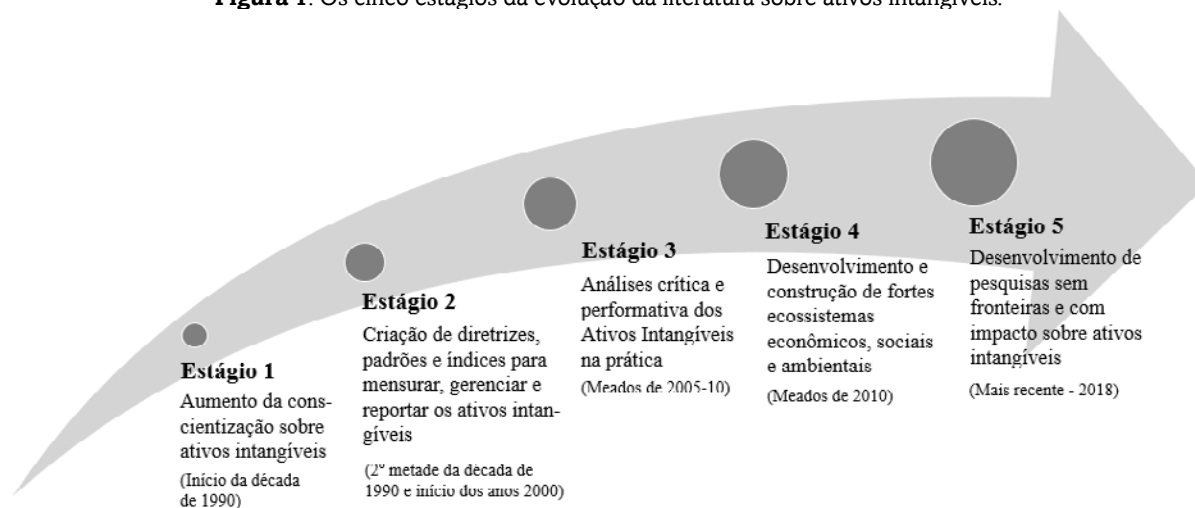 Figura 1. Os cinco estágios da evolução da literatura sobre ativos intangíveis.
Estágio 1
Aumento da cons-
cientização sobre
ativos intangíveis
(Início da década
de 1990)
Estágio 2
Criação de diretrizes,
padrões e índices para
mensurar, gerenciar e
reportar os ativos intan-
gíveis
(2º metade da década de
1990 e início dos anos 2000)
Estágio 3
Análises crítica e
performativa dos
Ativos Intangíveis
na prática
(Meados de 2005-10)
Estágio 4
Desenvolvimento e
construção de fortes
ecossistemas
econômicos, sociais
e ambientais
(Meados de 2010)
Estágio 5
Desenvolvimento de
pesquisas sem
fronteiras e com
impacto sobre ativos
intangíveis
(Mais recente - 2018)